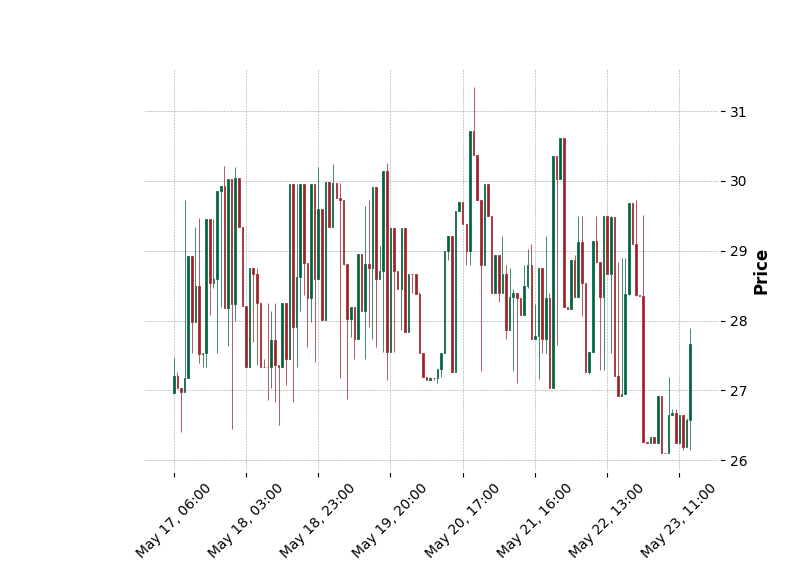 31
30
29
28
27
26
Price
May 17, 06:00
May 18, 03:00
May 18, 23:00
May 19, 20:00
May 20, 17:00
May 21, 16:00
May 22, 13:00
May 23, 11:00